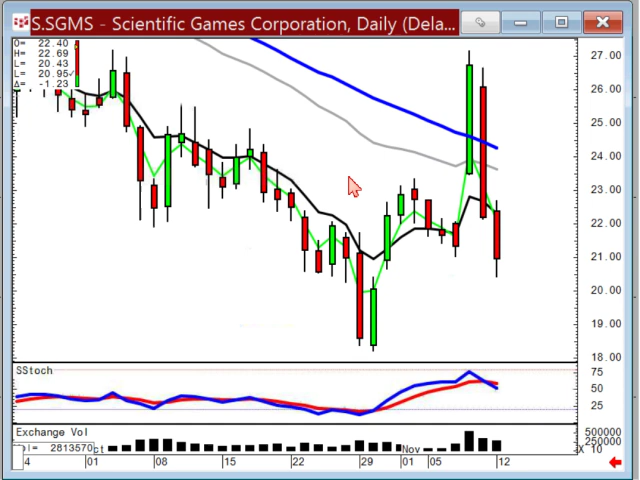 S.SGMS - Scientific Games Corporation, Daily (Dela...
O= 22.40
H= 22.69
L= 20.43
L= 20.95
Δ= -1.23
27.00
26.00
25.00
24.00
23.00
22.00
21.00
20.00
19.00
18.00
SStoch
75
50
25
Exchange Vol
500000
250000
Vol= 2813570
X 10
4
01
08
15
22
29
01
Nov
05
12